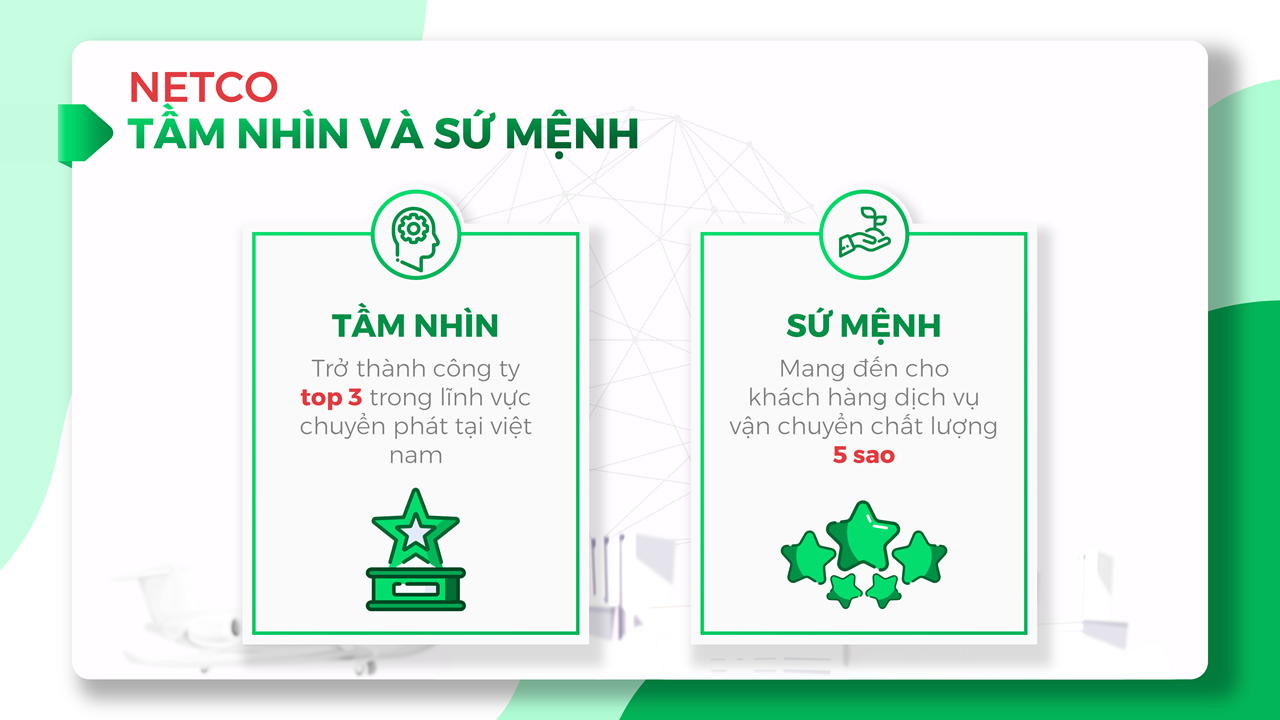 NETCO
TẦM NHÌN VÀ SỨ MỆNH
TẦM NHÌN
Trở thành công ty
top 3 trong lĩnh vực
chuyển phát tại việt
nam
SỨ MỆNH
Mang đến cho
khách hàng dịch vụ
vận chuyển chất lượng
5 sao